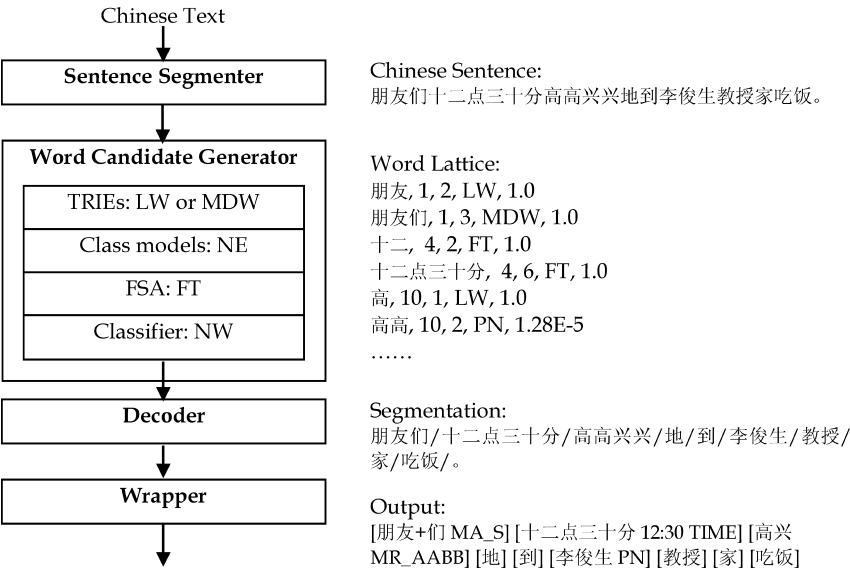 Chinese Text
Sentence Segmenter
Chinese Sentence:
朋友们十二点三十分高高兴兴地到李俊生教授家吃饭。
Word Candidate Generator
TRIEs: LW or MDW
Class models: NE
FSA: FT
Classifier: NW
Word Lattice:
朋友, 1, 2, LW, 1.0
朋友们, 1, 3, MDW, 1.0
十二, 4, 2, FT, 1.0
十二点三十分, 4, 6, FT, 1.0
高, 10, 1, LW, 1.0
高高, 10, 2, PN, 1.28E-5
……
Decoder
Segmentation:
朋友们/十二点三十分/高高兴兴/地/到/李俊生/教授/
家/吃饭/。
Wrapper
Output:
[朋友+们 MA_S] [十二点三十分 12:30 TIME] [高兴
MR_AABB] [地] [到] [李俊生 PN] [教授] [家] [吃饭]